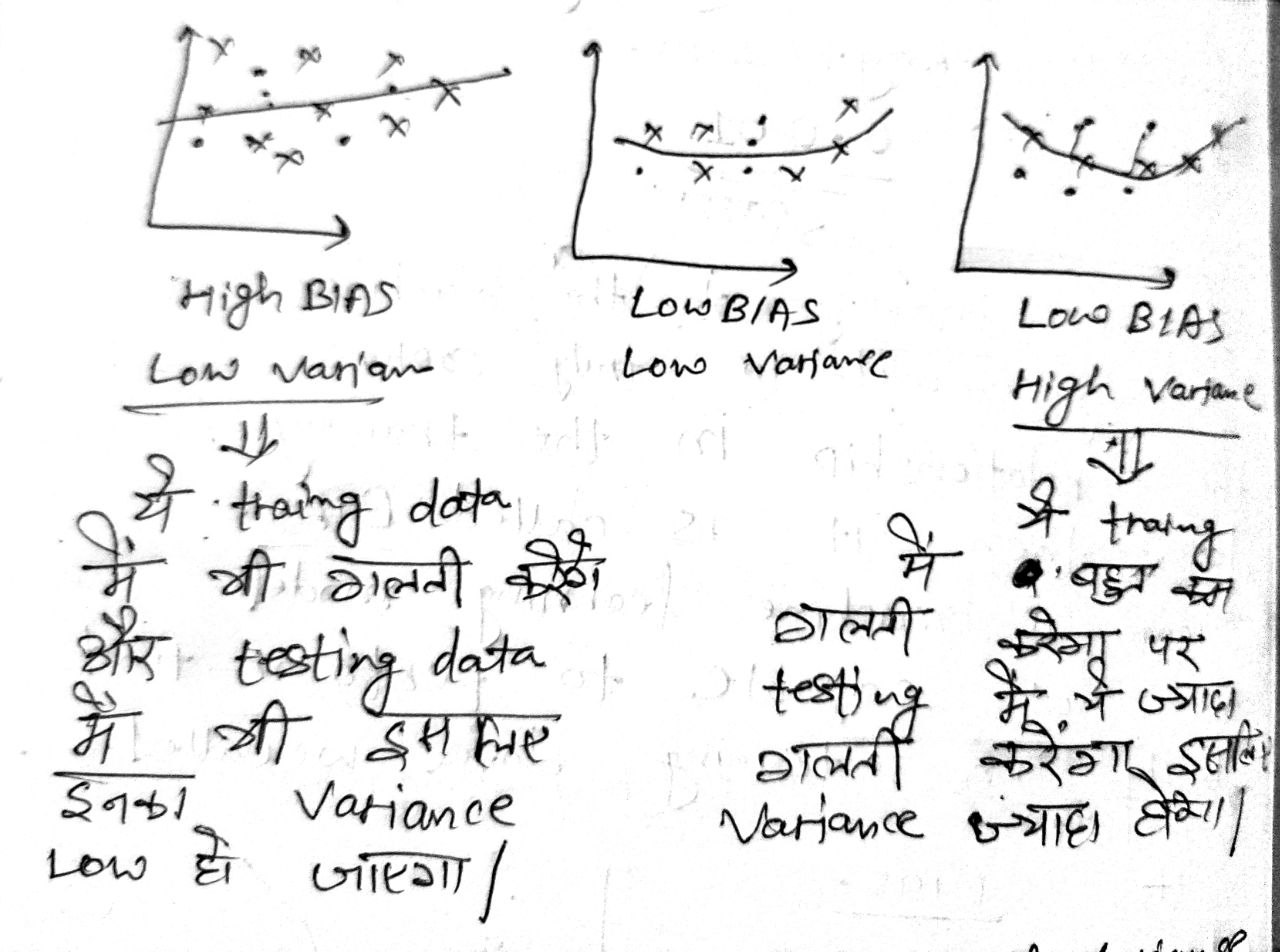 High BIAS
Low Varian
Low BIAS
Low Variance
Low BIAS
High Variance
ये traing data
में भी गलती करेंगे
और testing data
में भी इस लिए
इनका Variance
Low हो जाएगा।
ये traing
में बहुत कम
गलती करेगा पर
testing में ये ज्यादा
गलती करेंगा इसलिए
Variance ज्यादा होगा।